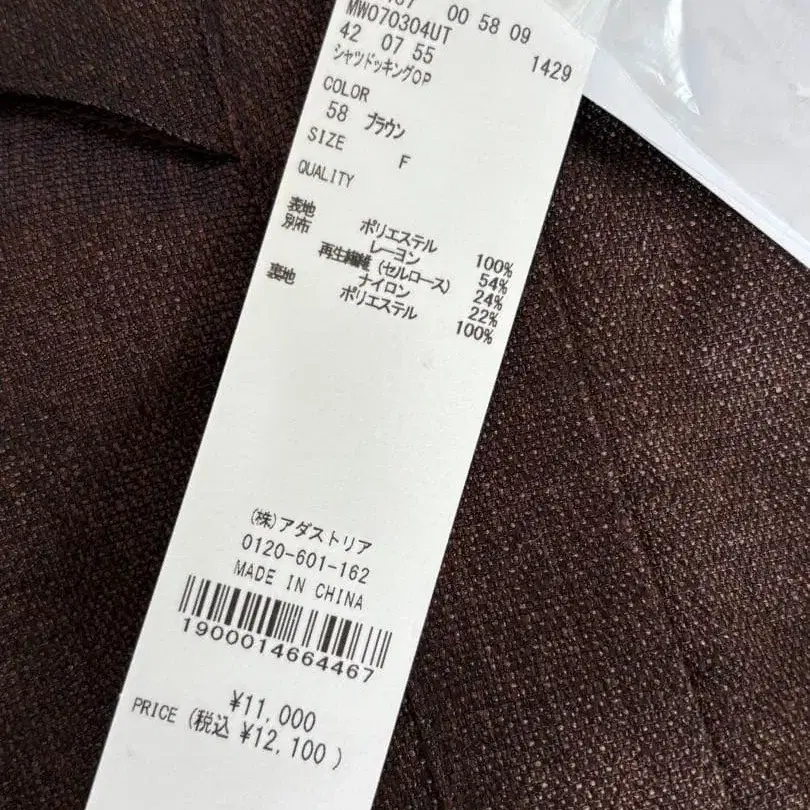 00 58 09
MW070304UT
42 07 55 1429
シャツドッキングOP
COLOR
58 ブラウン
SIZE F
QUALITY
表地 ポリエステル 100%
別布 レーヨン 54%
再生繊維(セルロース) 24%
ナイロン 22%
裏地 ポリエステル 100%
(株)アダストリア
0120-601-162
MADE IN CHINA
1900014664467
¥11,000
PRICE (税込 ¥12,100 )